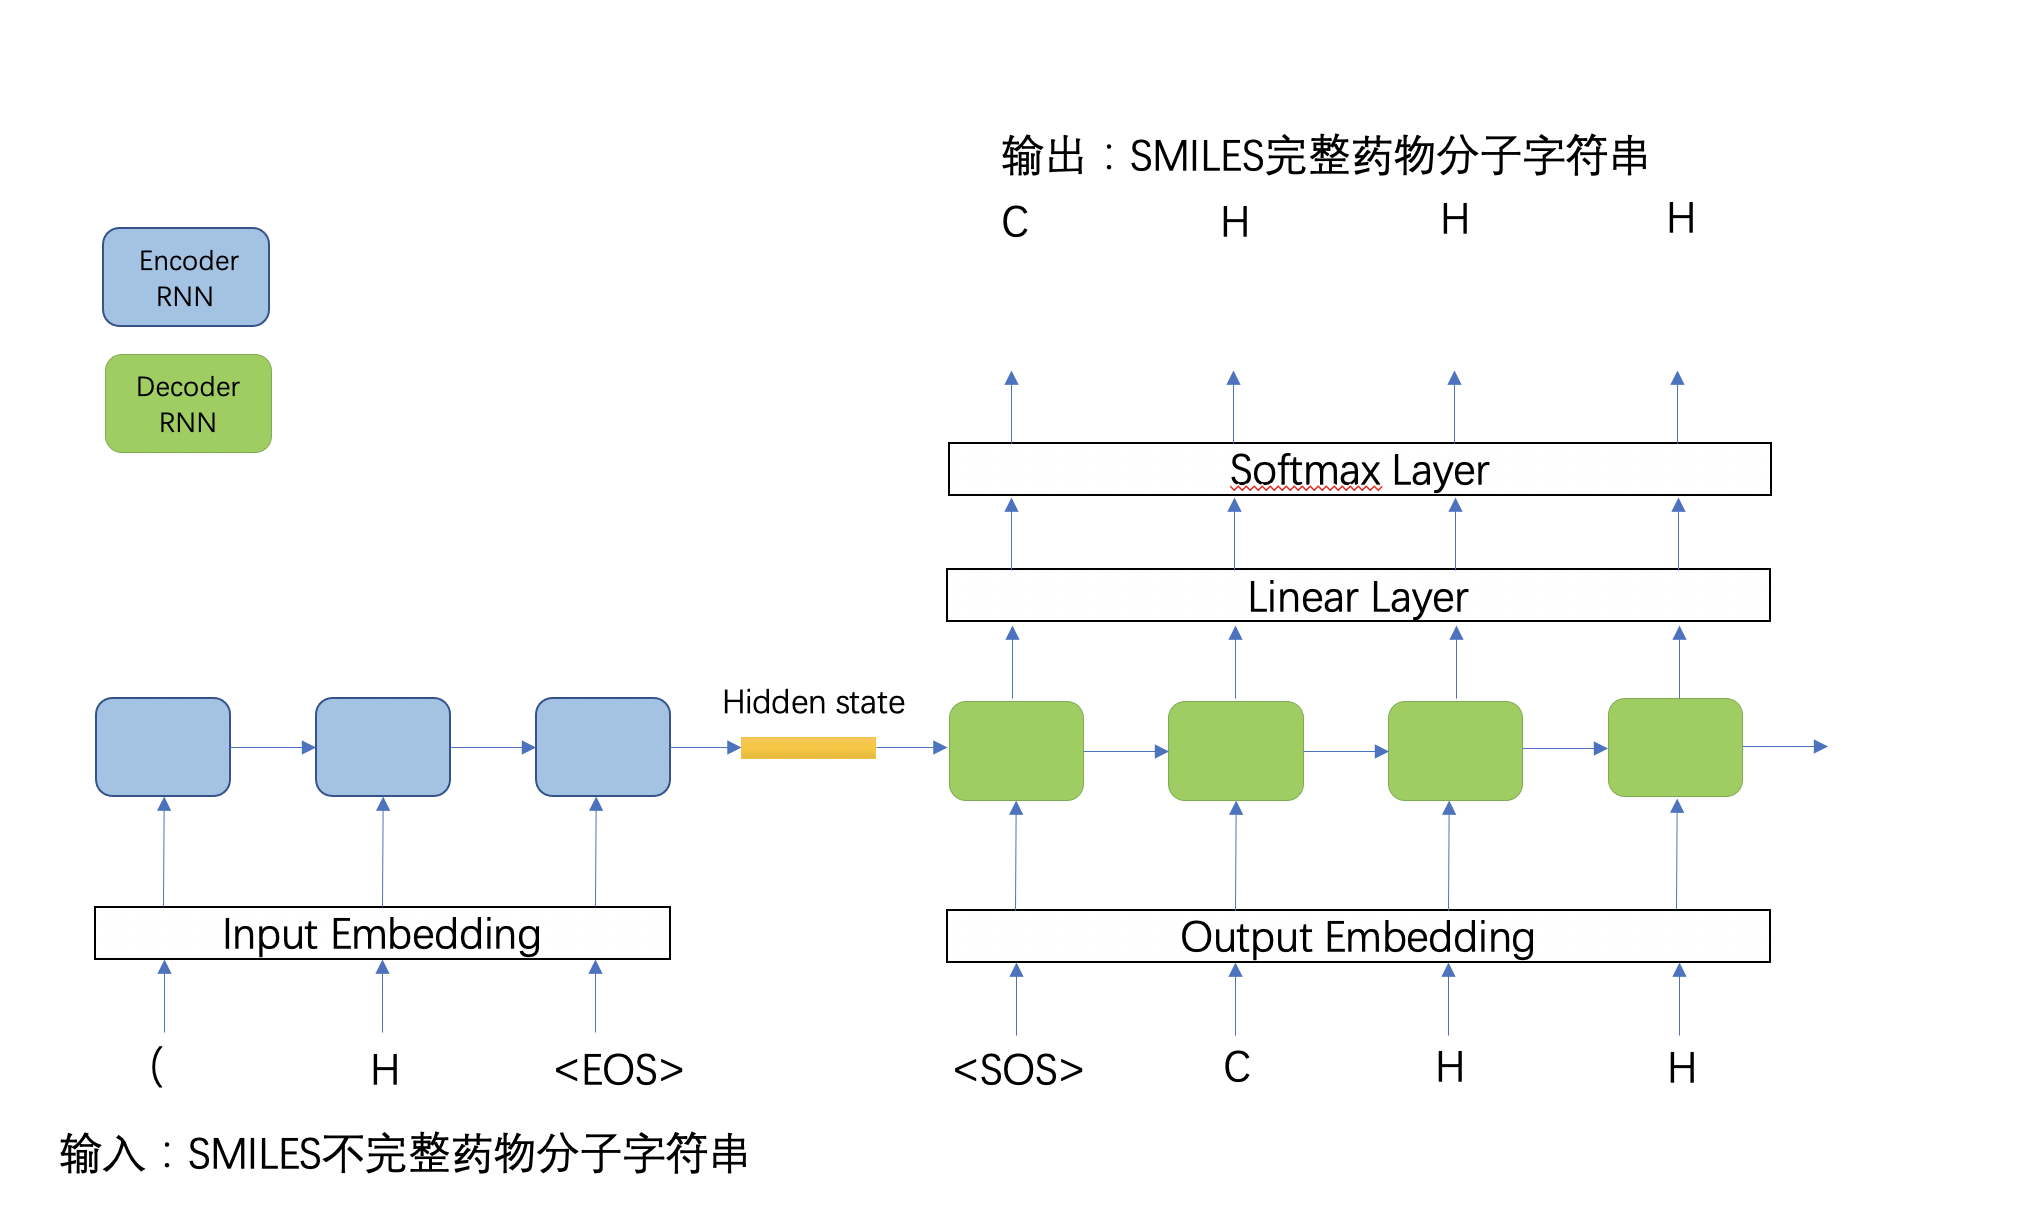 输出：SMILES完整药物分子字符串
C H H H
Encoder
RNN
Decoder
RNN
Softmax Layer
Linear Layer
Hidden state
Input Embedding
Output Embedding
( H <EOS>
<SOS> C H H
输入：SMILES不完整药物分子字符串